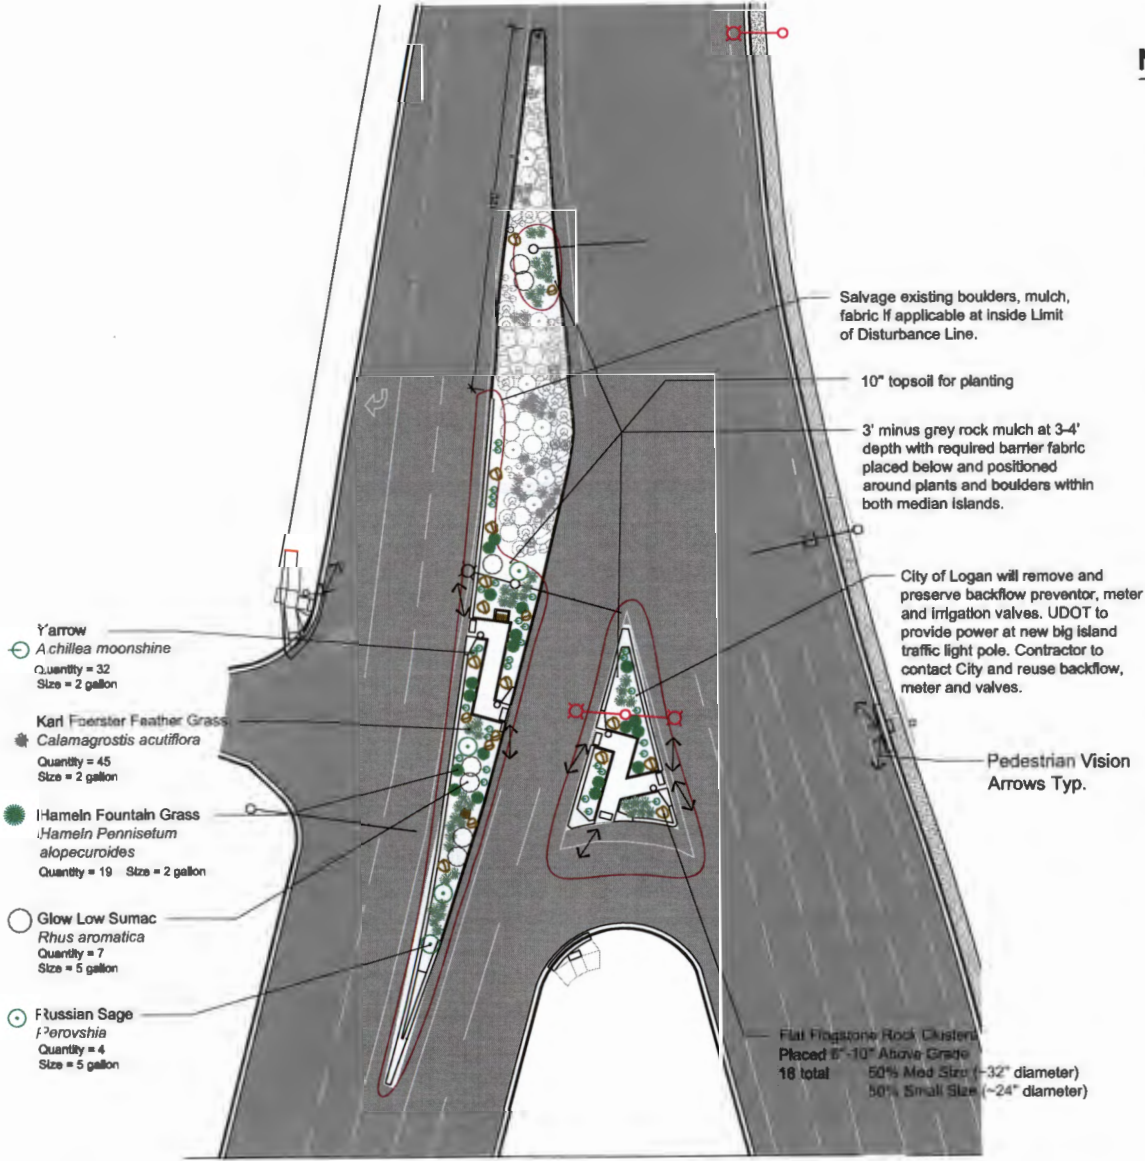 Salvage existing boulders, mulch,
fabric if applicable at inside Limit
of Disturbance Line.
10" topsoil for planting
3' minus grey rock mulch at 3-4'
depth with required barrier fabric
placed below and positioned
around plants and boulders within
both median islands.
City of Logan will remove and
preserve backflow preventor, meter
and irrigation valves. UDOT to
provide power at new big island
traffic light pole. Contractor to
contact City and reuse backflow,
meter and valves.
Pedestrian Vision
Arrows Typ.
Yarrow
Achillea moonshine
Quantity = 32
Size = 2 gallon
Karl Foerster Feather Grass
Calamagrostis acutiflora
Quantity = 45
Size = 2 gallon
Hameln Fountain Grass
Hameln Pennisetum
alopecuroides
Quantity = 19 Size = 2 gallon
Glow Low Sumac
Rhus aromatica
Quantity = 7
Size = 5 gallon
Russian Sage
Perovshia
Quantity = 4
Size = 5 gallon
Flat Flagstone Rock Clusters
Placed 6"-10" Above Grade
18 total 50% Med Size (~32" diameter)
50% Small Size (~24" diameter)